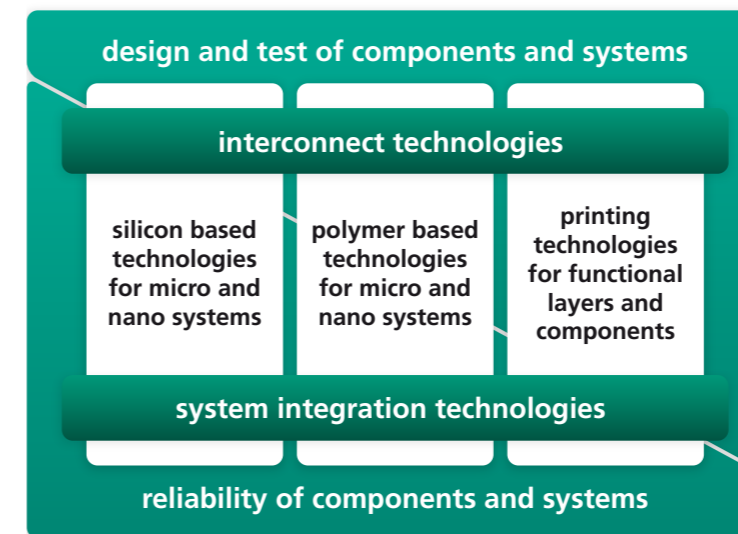 design and test of components and systems
interconnect technologies
silicon based
technologies
for micro and
nano systems
polymer based
technologies
for micro and
nano systems
printing
technologies
for functional
layers and
components
system integration technologies
reliability of components and systems